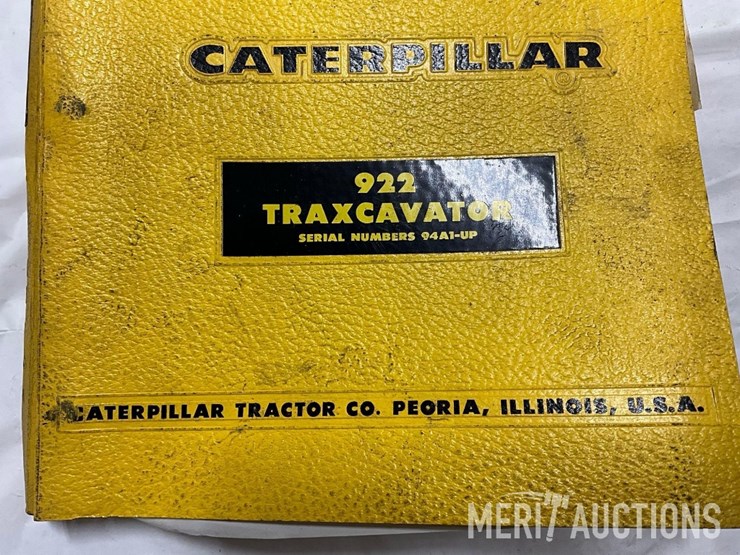 CATERPILLAR
®
922
TRAXCAVATOR
SERIAL NUMBERS 94A1-UP
CATERPILLAR TRACTOR CO. PEORIA, ILLINOIS, U.S.A.
MERIT AUCTIONS